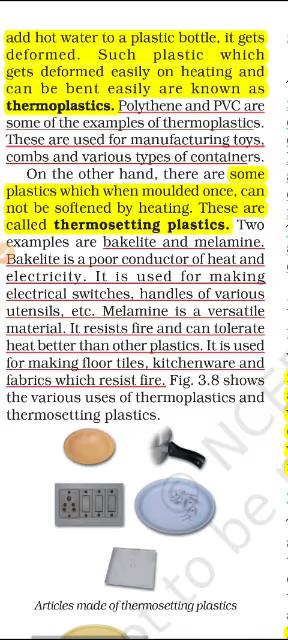 add hot water to a plastic bottle, it gets
deformed. Such plastic which
gets deformed easily on heating and
can be bent easily are known as
thermoplastics. Polythene and PVC are
some of the examples of thermoplastics.
These are used for manufacturing toys,
combs and various types of containers.
On the other hand, there are some
plastics which when moulded once, can
not be softened by heating. These are
called thermosetting plastics. Two
examples are bakelite and melamine.
Bakelite is a poor conductor of heat and
electricity. It is used for making
electrical switches, handles of various
utensils, etc. Melamine is a versatile
material. It resists fire and can tolerate
heat better than other plastics. It is used
for making floor tiles, kitchenware and
fabrics which resist fire. Fig. 3.8 shows
the various uses of thermoplastics and
thermosetting plastics.
© NCE
not to be
Articles made of thermosetting plastics